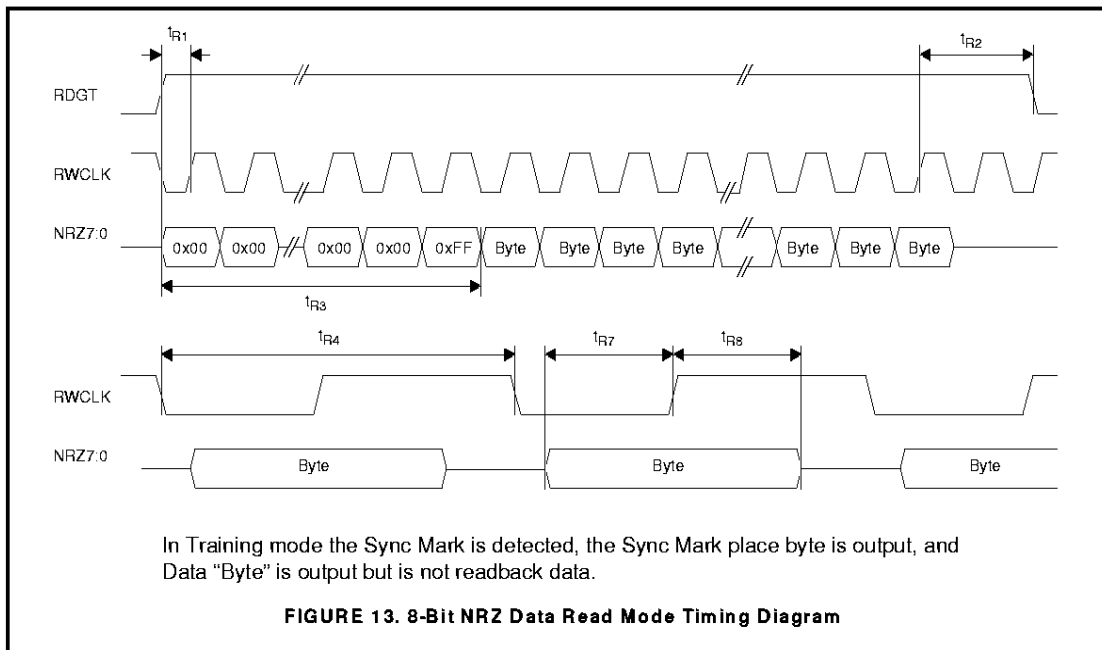 tR1
tR2
RDGT
RWCLK
NRZ7:0
0x00 0x00 0x00 0x00 0xFF Byte Byte Byte Byte Byte Byte Byte
tR3
tR4
tR7
tR8
RWCLK
NRZ7:0
Byte Byte Byte
In Training mode the Sync Mark is detected, the Sync Mark place byte is output, and
Data “Byte” is output but is not readback data.
FIGURE 13. 8-Bit NRZ Data Read Mode Timing Diagram